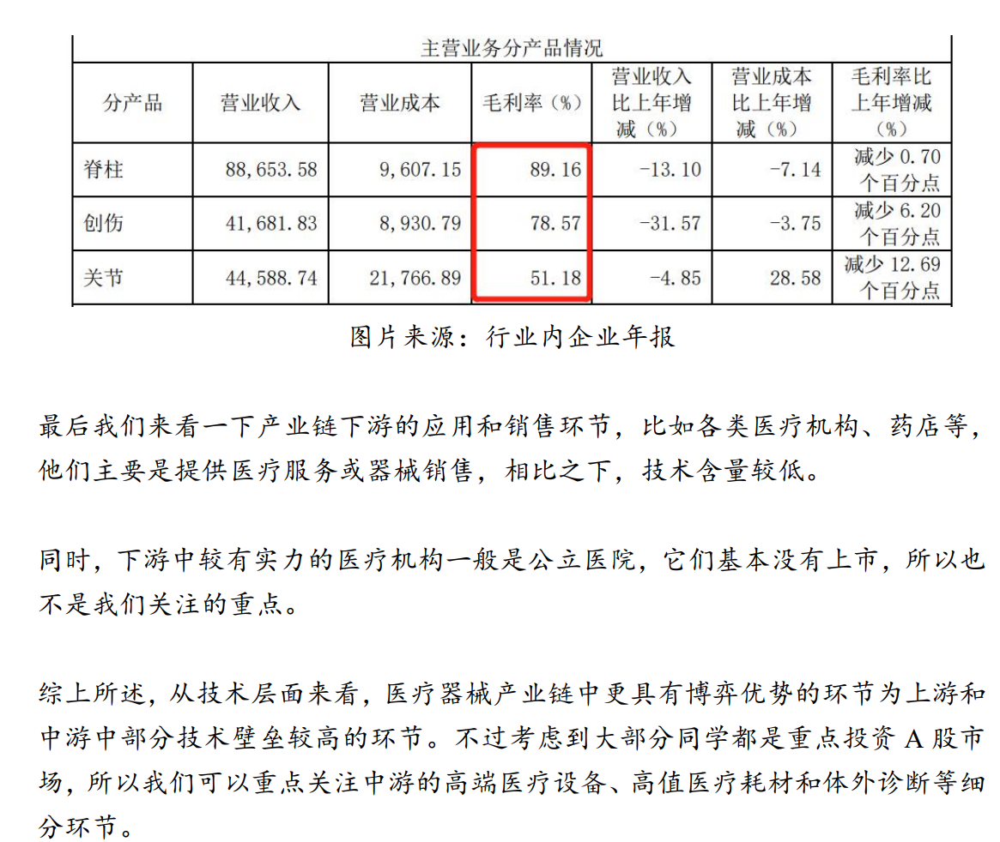 主营业务分产品情况
分产品 营业收入 营业成本 毛利率（%） 营业收入比上年增减（%） 营业成本比上年增减（%） 毛利率比上年增减（%）
脊柱 88,653.58 9,607.15 89.16 -13.10 -7.14 减少 0.70 个百分点
创伤 41,681.83 8,930.79 78.57 -31.57 -3.75 减少 6.20 个百分点
关节 44,588.74 21,766.89 51.18 -4.85 28.58 减少 12.69 个百分点
图片来源：行业内企业年报
最后我们来看一下产业链下游的应用和销售环节，比如各类医疗机构、药店等，
他们主要是提供医疗服务或器械销售，相比之下，技术含量较低。
同时，下游中较有实力的医疗机构一般是公立医院，它们基本没有上市，所以也
不是我们关注的重点。
综上所述，从技术层面来看，医疗器械产业链中更具有博弈优势的环节为上游和
中游中部分技术壁垒较高的环节。不过考虑到大部分同学都是重点投资 A 股市
场，所以我们可以重点关注中游的高端医疗设备、高值医疗耗材和体外诊断等细
分环节。